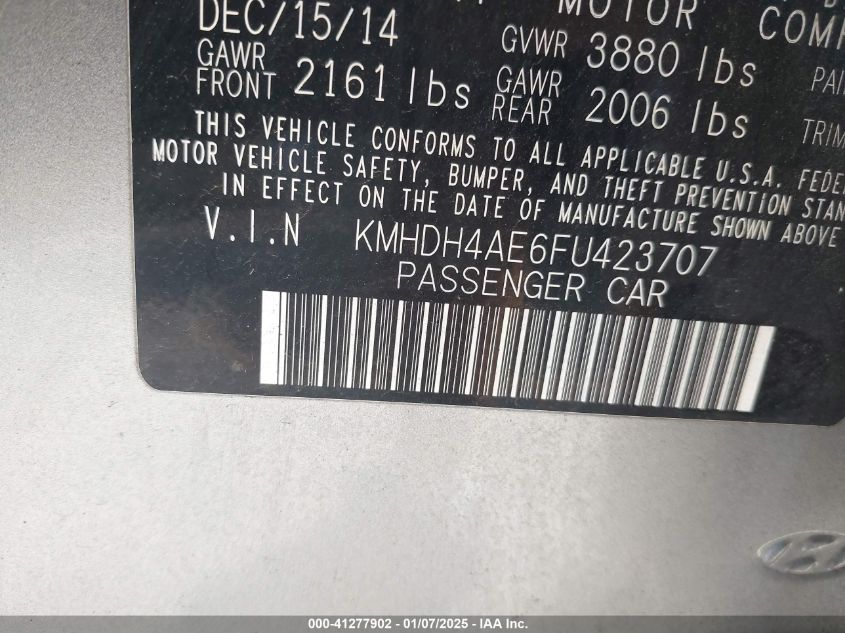 MOTOR
DEC/15/14 GVWR 3880 lbs
GAWR FRONT 2161 lbs GAWR REAR 2006 lbs
THIS VEHICLE CONFORMS TO ALL APPLICABLE U.S.A.
MOTOR VEHICLE SAFETY, BUMPER, AND THEFT PREVENTION
IN EFFECT ON THE DATE OF MANUFACTURE SHOWN ABOVE
V.I.N KMHDH4AE6FU423707
PASSENGER CAR
000-41277902 - 01/07/2025 - IAA Inc.